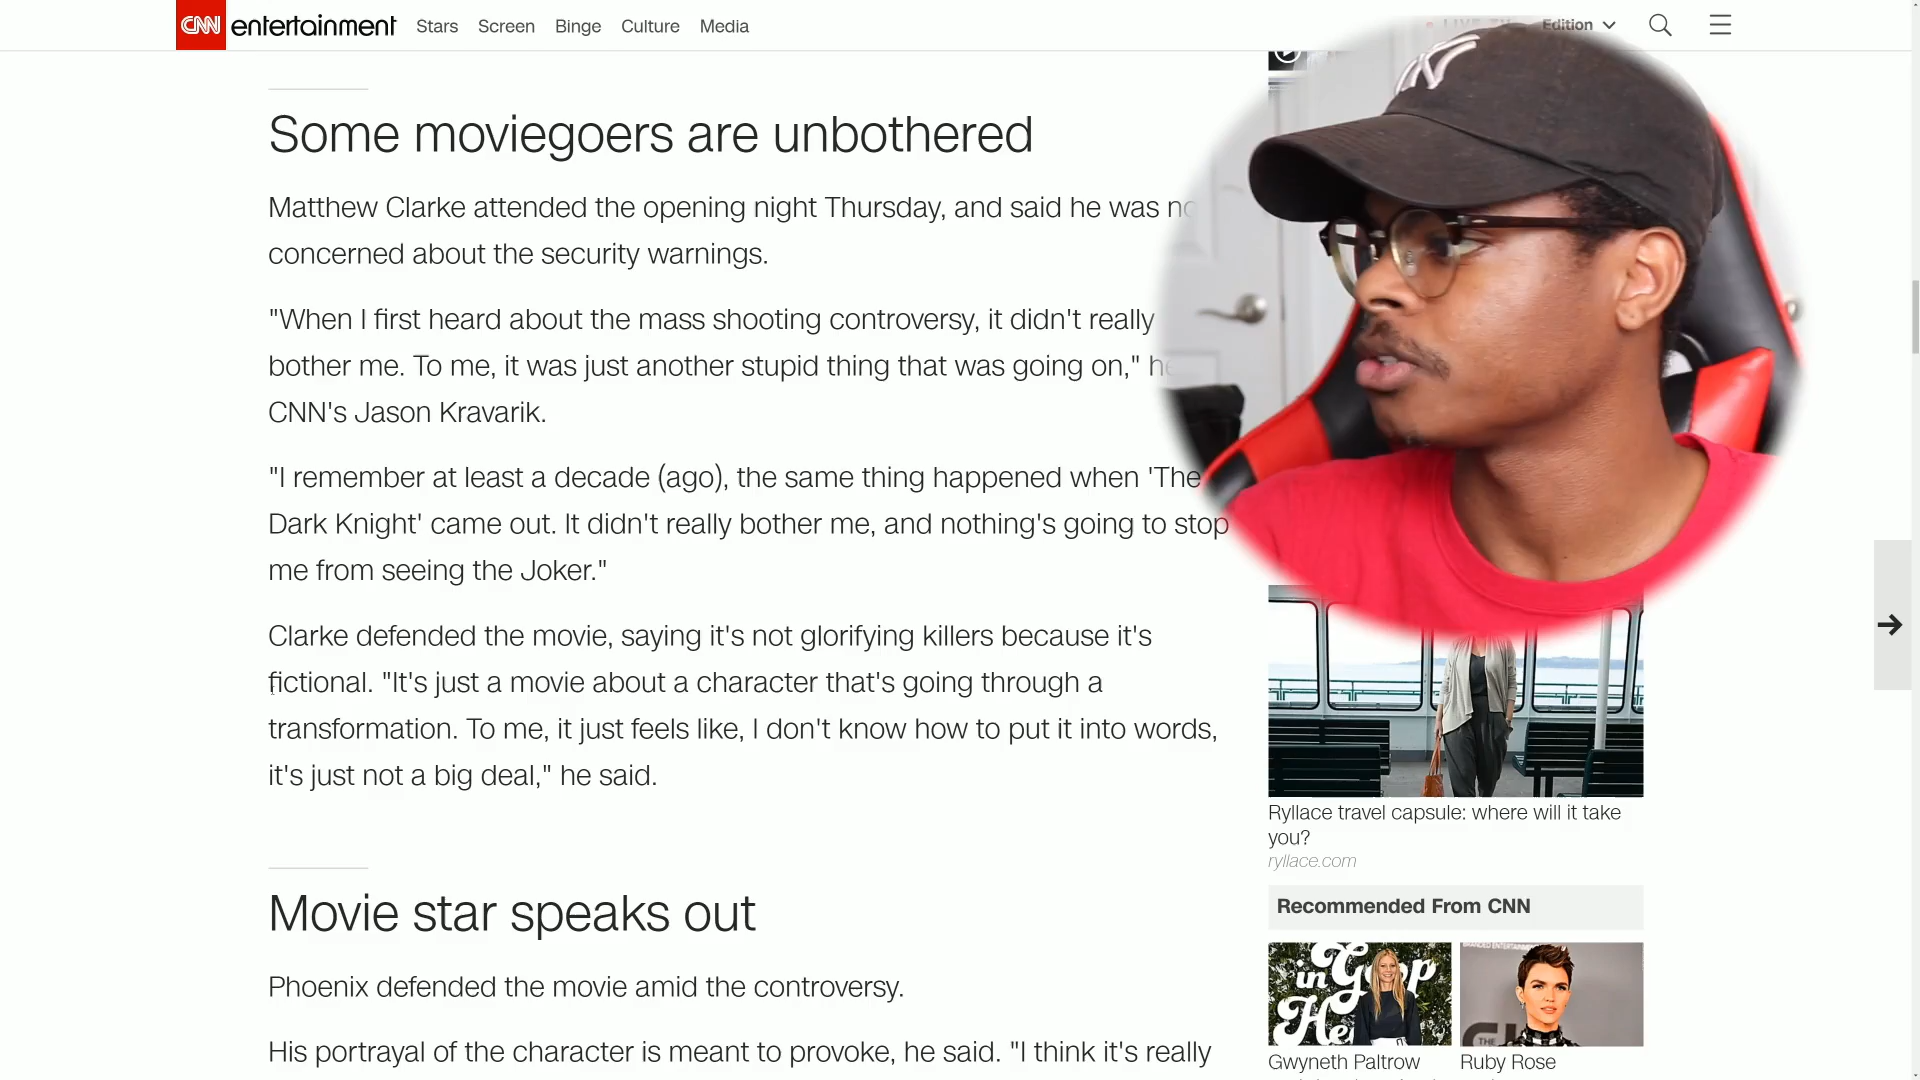 CNN entertainment Stars Screen Binge Culture Media Edition
Some moviegoers are unbothered
Matthew Clarke attended the opening night Thursday, and said he was
concerned about the security warnings.
"When I first heard about the mass shooting controversy, it didn't really
bother me. To me, it was just another stupid thing that was going on,"
CNN's Jason Kravarik.
"I remember at least a decade (ago), the same thing happened when 'The
Dark Knight' came out. It didn't really bother me, and nothing's going to stop
me from seeing the Joker."
Clarke defended the movie, saying it's not glorifying killers because it's
fictional. "It's just a movie about a character that's going through a
transformation. To me, it just feels like, I don't know how to put it into words,
it's just not a big deal," he said.
Movie star speaks out
Phoenix defended the movie amid the controversy.
His portrayal of the character is meant to provoke, he said. "I think it's really
NY
Ryllace travel capsule: where will it take
you?
ryllace.com
Recommended From CNN
in
Gwyneth Paltrow
Ruby Rose